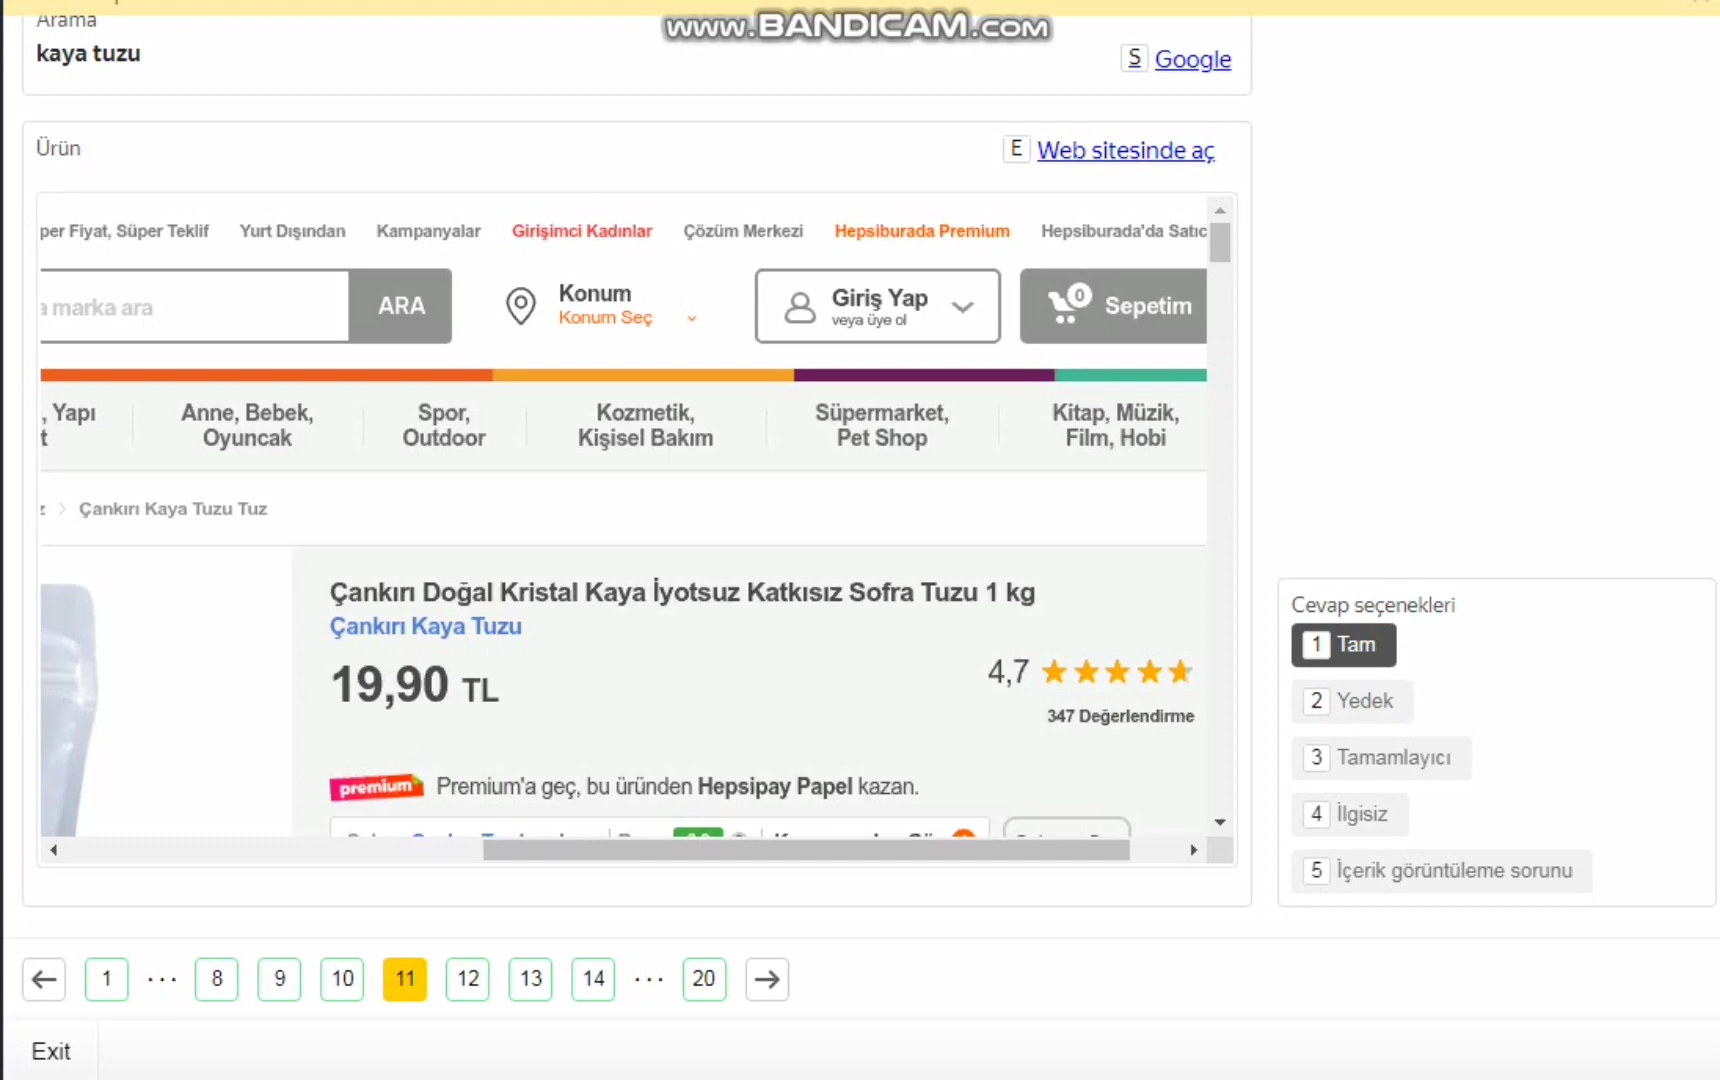 www.BANDICAM.com
Arama
kaya tuzu
S Google
Ürün
E Web sitesinde aç
per Fiyat, Süper Teklif Yurt Dışından Kampanyalar Girişimci Kadınlar Çözüm Merkezi Hepsiburada Premium Hepsiburada'da Satıc
a marka ara
ARA
Konum
Konum Seç
Giriş Yap
veya üye ol
0
Sepetim
, Yapı
t
Anne, Bebek,
Oyuncak
Spor,
Outdoor
Kozmetik,
Kişisel Bakım
Süpermarket,
Pet Shop
Kitap, Müzik,
Film, Hobi
z > Çankırı Kaya Tuzu Tuz
Çankırı Doğal Kristal Kaya İyotsuz Katkısız Sofra Tuzu 1 kg
Çankırı Kaya Tuzu
19,90 TL
4,7
347 Değerlendirme
premium Premium'a geç, bu üründen Hepsipay Papel kazan.
Cevap seçenekleri
1 Tam
2 Yedek
3 Tamamlayıcı
4 İlgisiz
5 İçerik görüntüleme sorunu
← 1 ... 8 9 10 11 12 13 14 ... 20 →
Exit